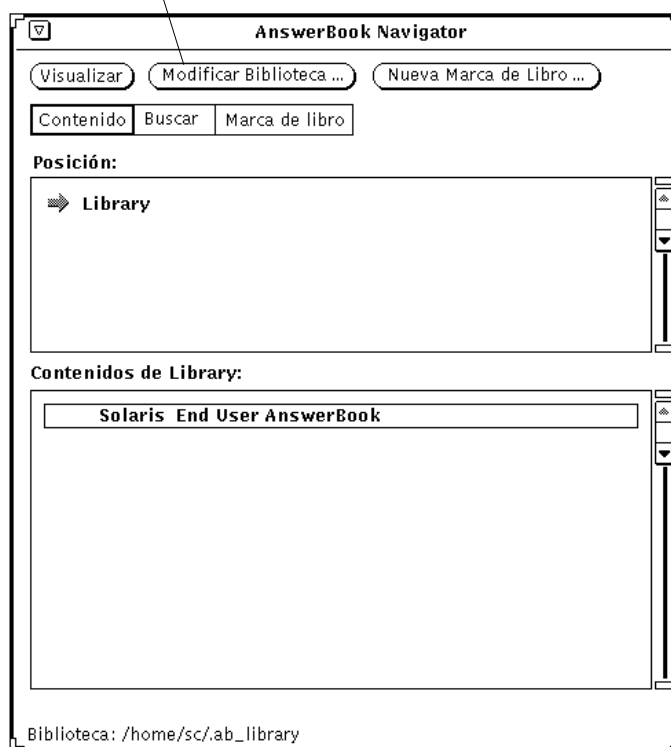 AnswerBook Navigator
Visualizar Modificar Biblioteca ... Nueva Marca de Libro ...
Contenido Buscar Marca de libro
Posición:
Library
Contenidos de Library:
Solaris End User AnswerBook
Biblioteca: /home/sc/.ab_library